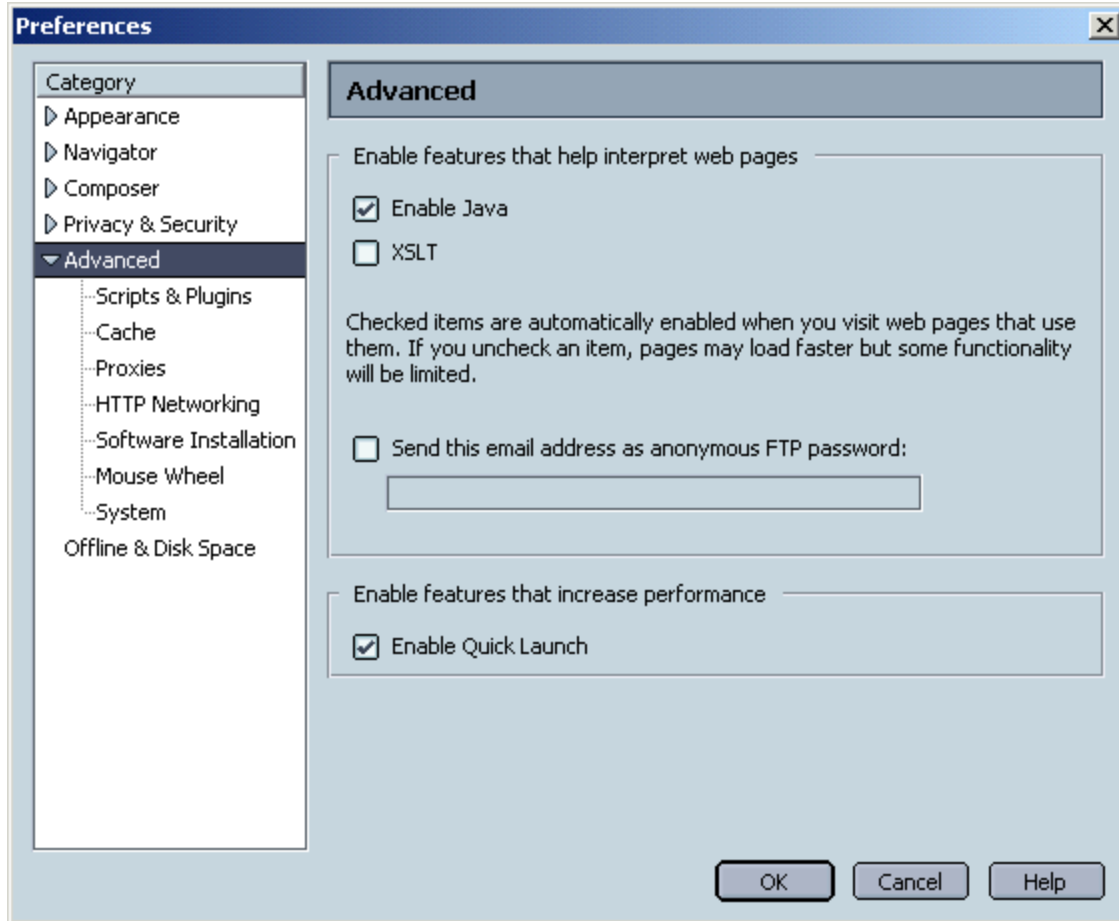 Preferences
Category
Appearance
Navigator
Composer
Privacy & Security
Advanced
Scripts & Plugins
Cache
Proxies
HTTP Networking
Software Installation
Mouse Wheel
System
Offline & Disk Space
Advanced
Enable features that help interpret web pages
Enable Java
XSLT
Checked items are automatically enabled when you visit web pages that use
them. If you uncheck an item, pages may load faster but some functionality
will be limited.
Send this email address as anonymous FTP password:
Enable features that increase performance
Enable Quick Launch
OK Cancel Help